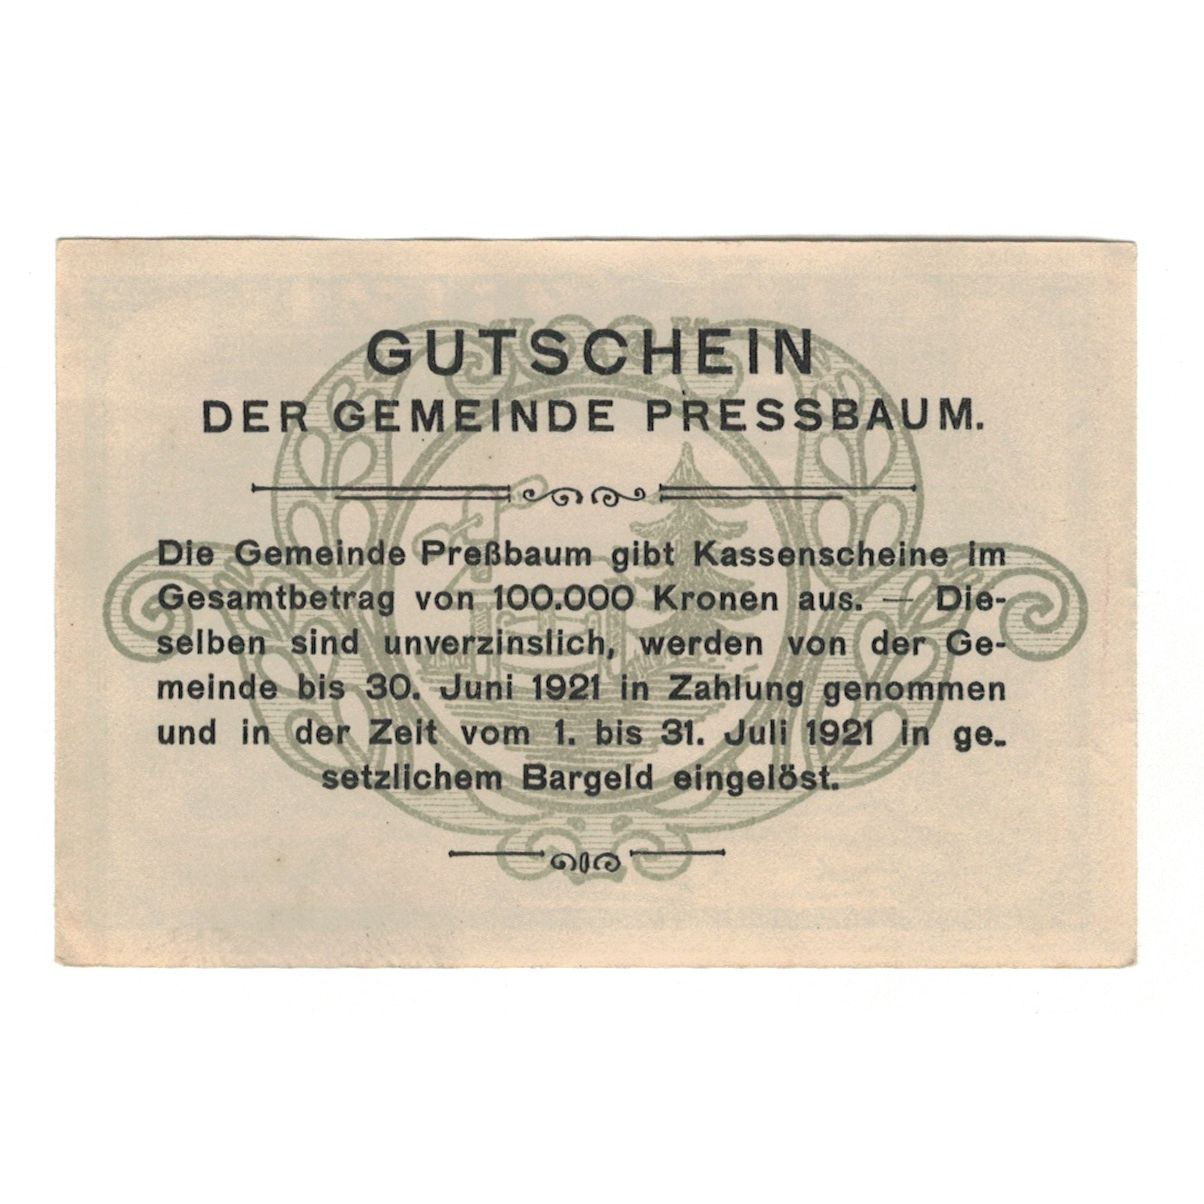 GUTSCHEIN
DER GEMEINDE PRESSBAUM.
Die Gemeinde Preßbaum gibt Kassenscheine im
Gesamtbetrag von 100.000 Kronen aus. — Die-
selben sind unverzinslich, werden von der Ge-
meinde bis 30. Juni 1921 in Zahlung genommen
und in der Zeit vom 1. bis 31. Juli 1921 in ge-
setzlichem Bargeld eingelöst.